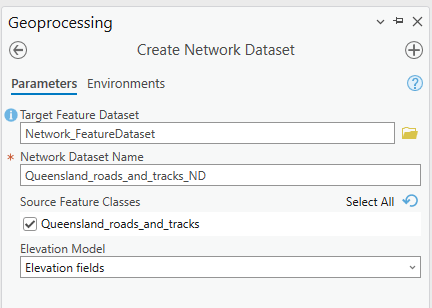 Geoprocessing
Create Network Dataset
Parameters Environments
Target Feature Dataset
Network_FeatureDataset
* Network Dataset Name
Queensland_roads_and_tracks_ND
Source Feature Classes Select All
Queensland_roads_and_tracks
Elevation Model
Elevation fields